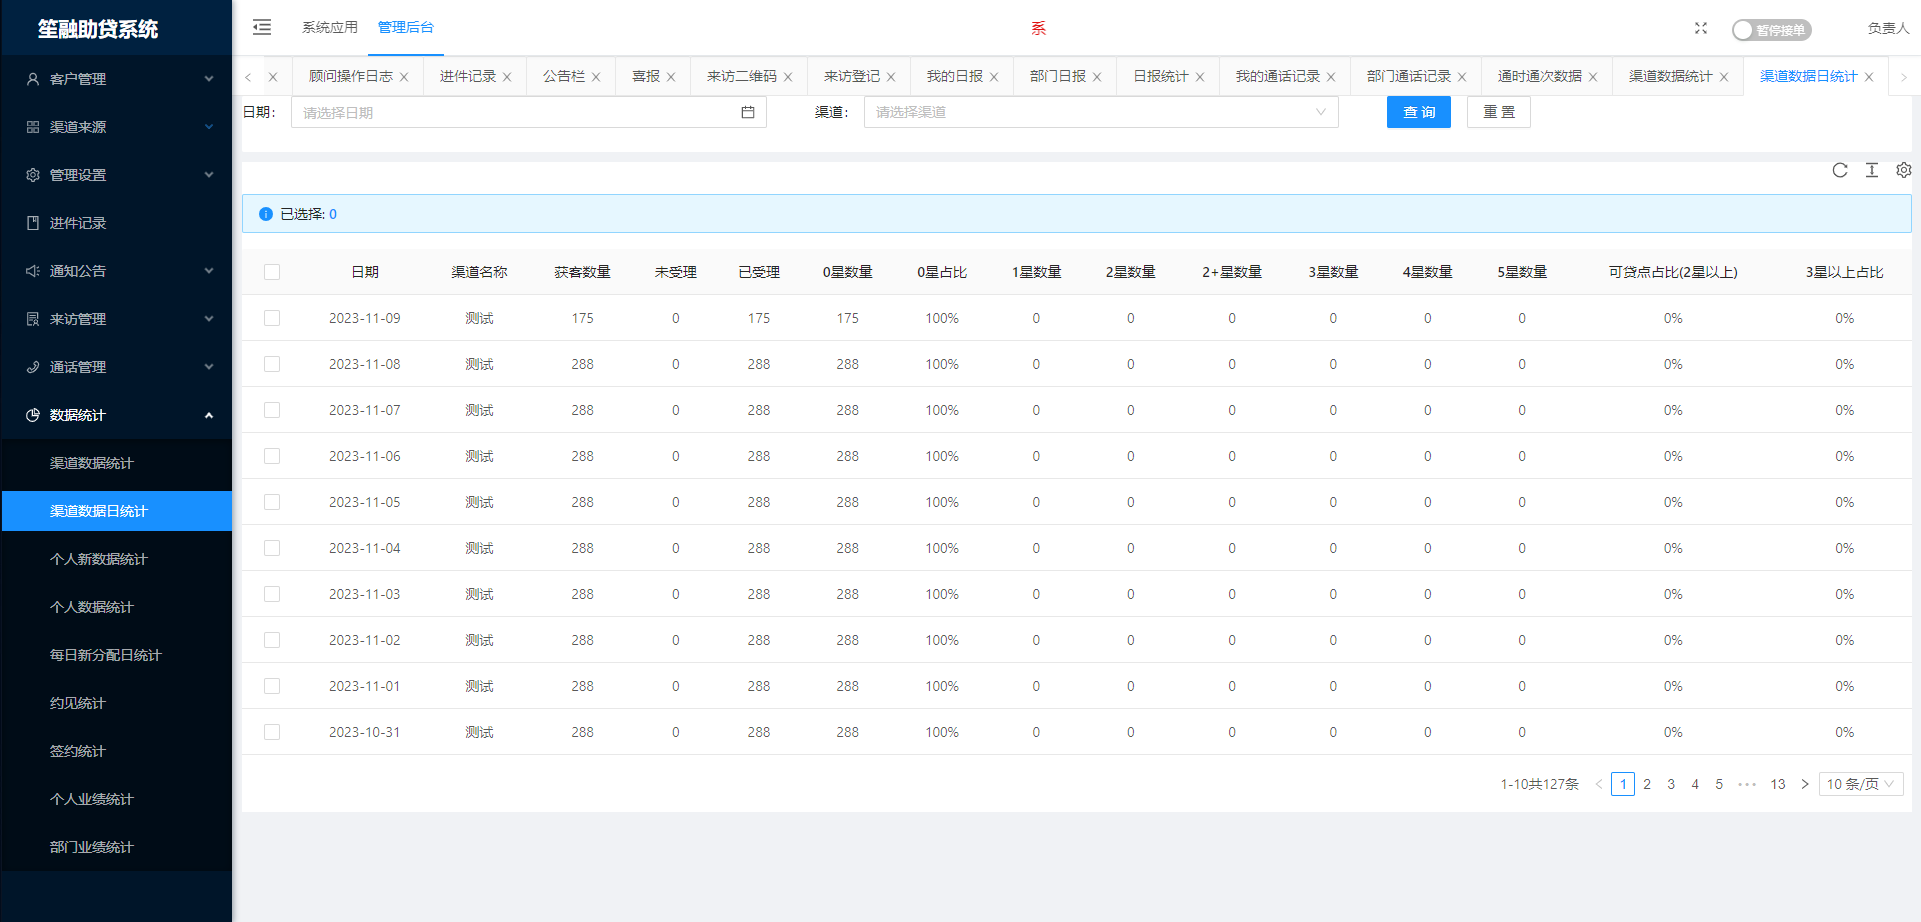 笙融助贷系统
系统应用 管理后台
系
暂停接单 负责人
客户管理
渠道来源
管理设置
进件记录
通知公告
来访管理
通话管理
数据统计
渠道数据统计
渠道数据日统计
个人新数据统计
个人数据统计
每日新分配日统计
约见统计
签约统计
个人业绩统计
部门业绩统计
顾问操作日志 进件记录 公告栏 喜报 来访二维码 来访登记 我的日报 部门日报 日报统计 我的通话记录 部门通话记录 通时通次数据 渠道数据统计 渠道数据日统计
日期: 请选择日期 渠道: 请选择渠道 查询 重置
已选择: 0
日期 渠道名称 获客数量 未受理 已受理 0星数量 0星占比 1星数量 2星数量 2+星数量 3星数量 4星数量 5星数量 可贷点占比(2星以上) 3星以上占比
2023-11-09 测试 175 0 175 175 100% 0 0 0 0 0 0 0% 0%
2023-11-08 测试 288 0 288 288 100% 0 0 0 0 0 0 0% 0%
2023-11-07 测试 288 0 288 288 100% 0 0 0 0 0 0 0% 0%
2023-11-06 测试 288 0 288 288 100% 0 0 0 0 0 0 0% 0%
2023-11-05 测试 288 0 288 288 100% 0 0 0 0 0 0 0% 0%
2023-11-04 测试 288 0 288 288 100% 0 0 0 0 0 0 0% 0%
2023-11-03 测试 288 0 288 288 100% 0 0 0 0 0 0 0% 0%
2023-11-02 测试 288 0 288 288 100% 0 0 0 0 0 0 0% 0%
2023-11-01 测试 288 0 288 288 100% 0 0 0 0 0 0 0% 0%
2023-10-31 测试 288 0 288 288 100% 0 0 0 0 0 0 0% 0%
1-10共127条 1 2 3 4 5 ••• 13 10 条/页